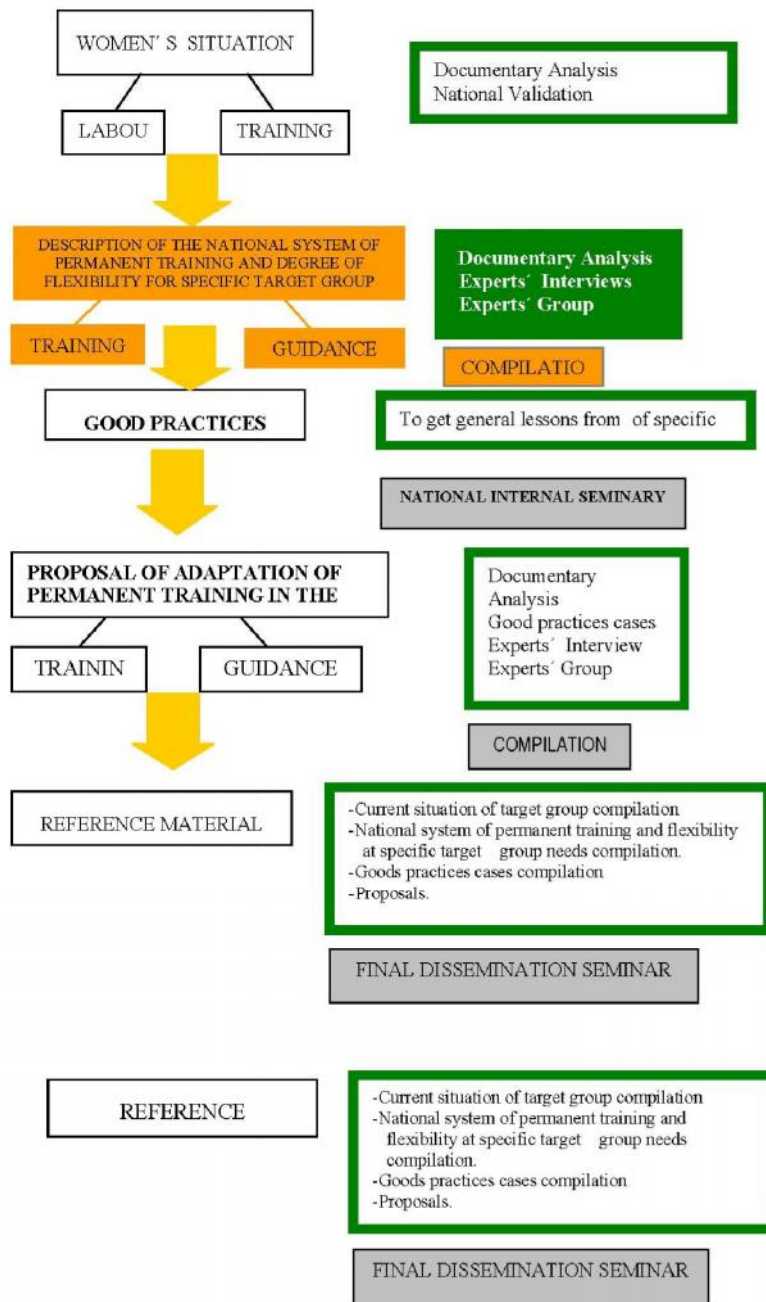 WOMEN´ S SITUATION
Documentary Analysis
National Validation
LABOU
TRAINING
DESCRIPTION OF THE NATIONAL SYSTEM OF
PERMANENT TRAINING AND DEGREE OF
FLEXIBILITY FOR SPECIFIC TARGET GROUP
Documentary Analysis
Experts´ Interviews
Experts´ Group
TRAINING
GUIDANCE
COMPILATIO
GOOD PRACTICES
To get general lessons from of specific
NATIONAL INTERNAL SEMINARY
PROPOSAL OF ADAPTATION OF
PERMANENT TRAINING IN THE
Documentary
Analysis
Good practices cases
Experts´ Interview
Experts´ Group
TRAININ
GUIDANCE
COMPILATION
REFERENCE MATERIAL
-Current situation of target group compilation
-National system of permanent training and flexibility
at specific target group needs compilation.
-Goods practices cases compilation
-Proposals.
FINAL DISSEMINATION SEMINAR
REFERENCE
-Current situation of target group compilation
-National system of permanent training and
flexibility at specific target group needs
compilation.
-Goods practices cases compilation
-Proposals.
FINAL DISSEMINATION SEMINAR